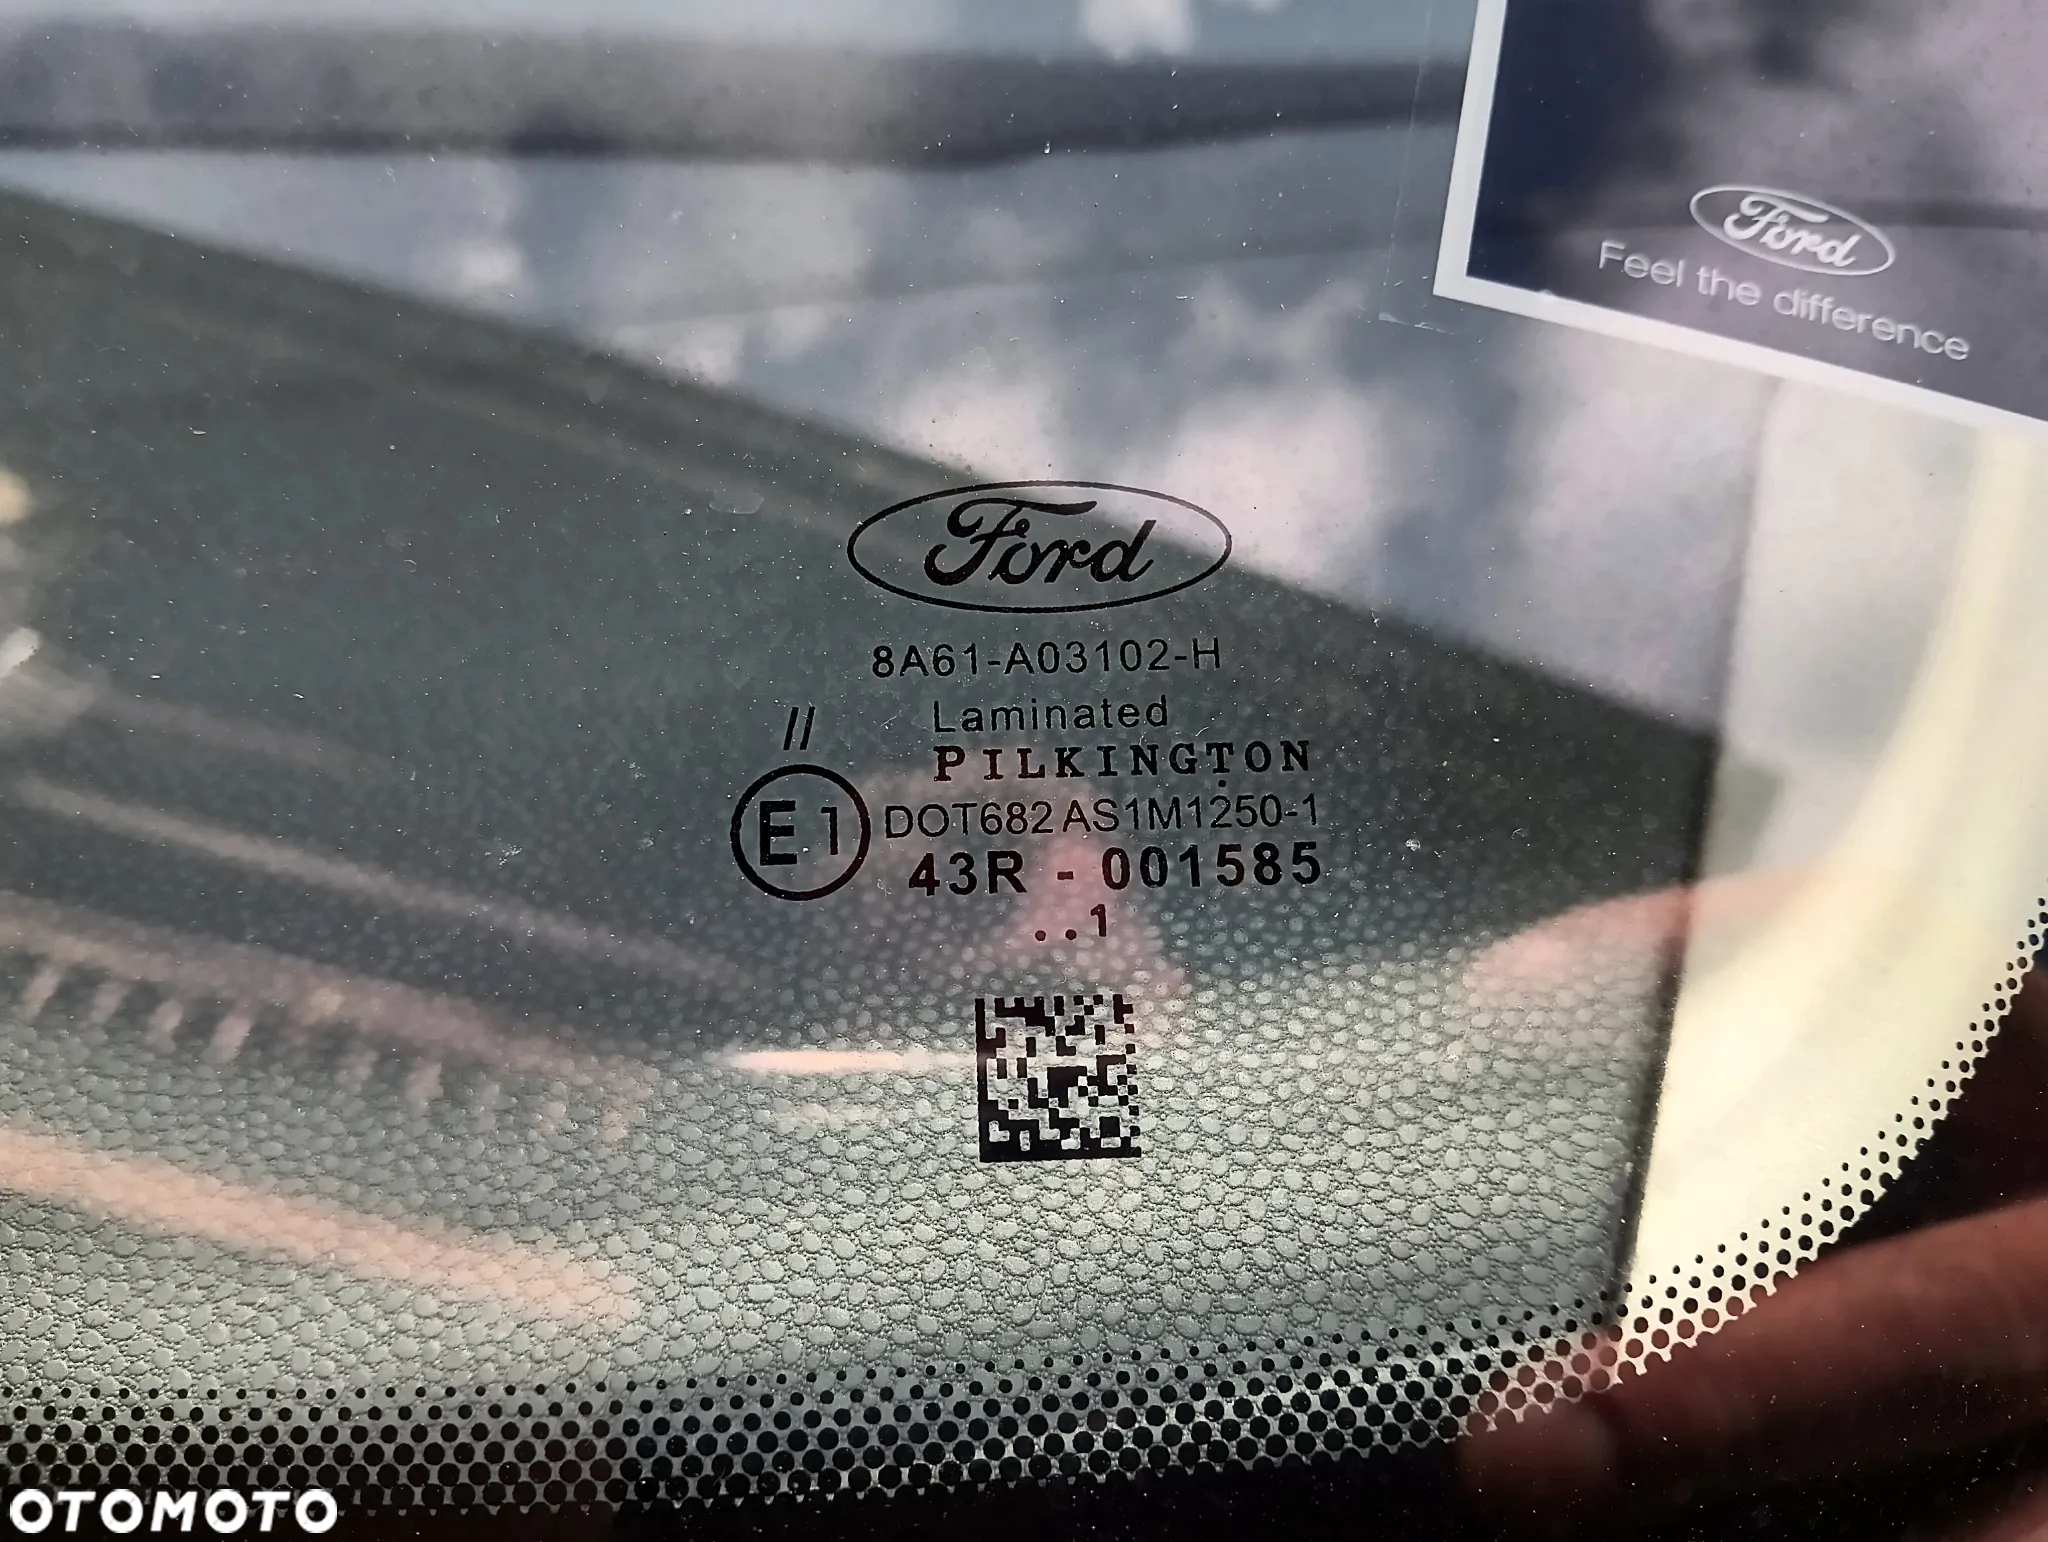 Ford
Feel the difference
Ford
8A61-A03102-H
Laminated
//
PILKINGTON
E1
DOT682 AS1M1250-1
43R - 001585
..1
OTOMOTO